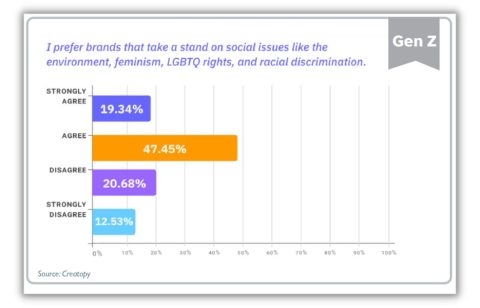 Gen Z
I prefer brands that take a stand on social issues like the
environment, feminism, LGBTQ rights, and racial discrimination.
STRONGLY
AGREE
19.34%
AGREE
47.45%
DISAGREE
20.68%
STRONGLY
DISAGREE
12.53%
0% 10% 20% 30% 40% 50% 60% 70% 80% 90% 100%
Source: Creatopy